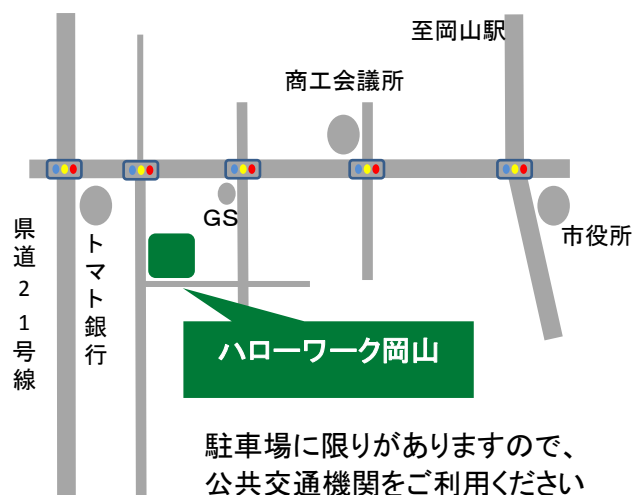 至岡山駅
商工会議所
GS
市役所
県道21号線
トマト銀行
ハローワーク岡山
駐車場に限りがありますので、
公共交通機関をご利用ください